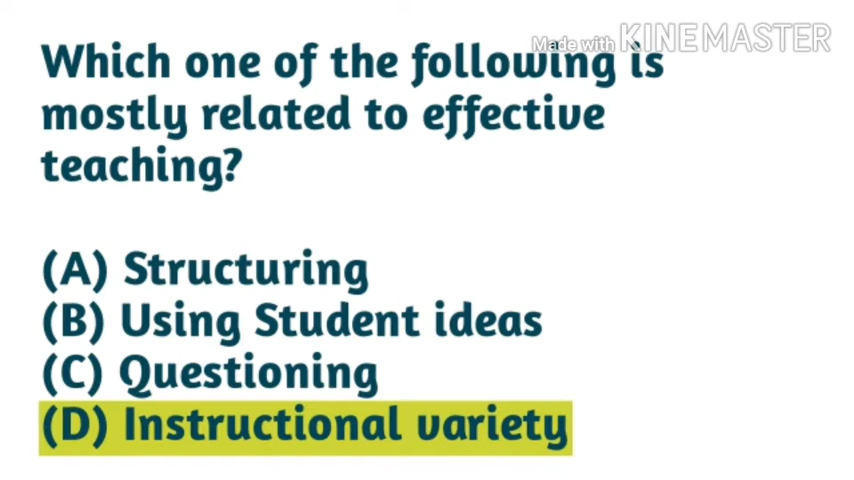 Made with KINEMASTER
Which one of the following is
mostly related to effective
teaching?
(A) Structuring
(B) Using Student ideas
(C) Questioning
(D) Instructional variety